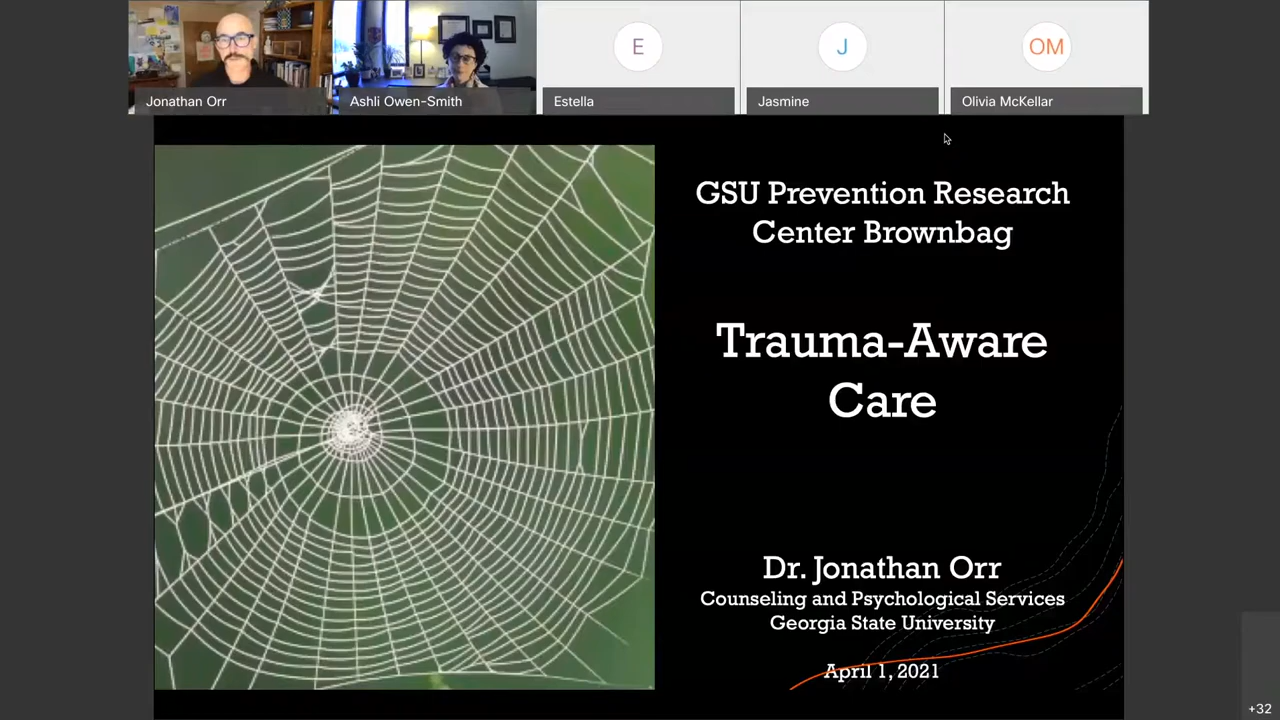 E
J
OM
Jonathan Orr
Ashli Owen-Smith
Estella
Jasmine
Olivia McKellar
GSU Prevention Research
Center Brownbag
Trauma-Aware
Care
Dr. Jonathan Orr
Counseling and Psychological Services
Georgia State University
April 1, 2021
+32